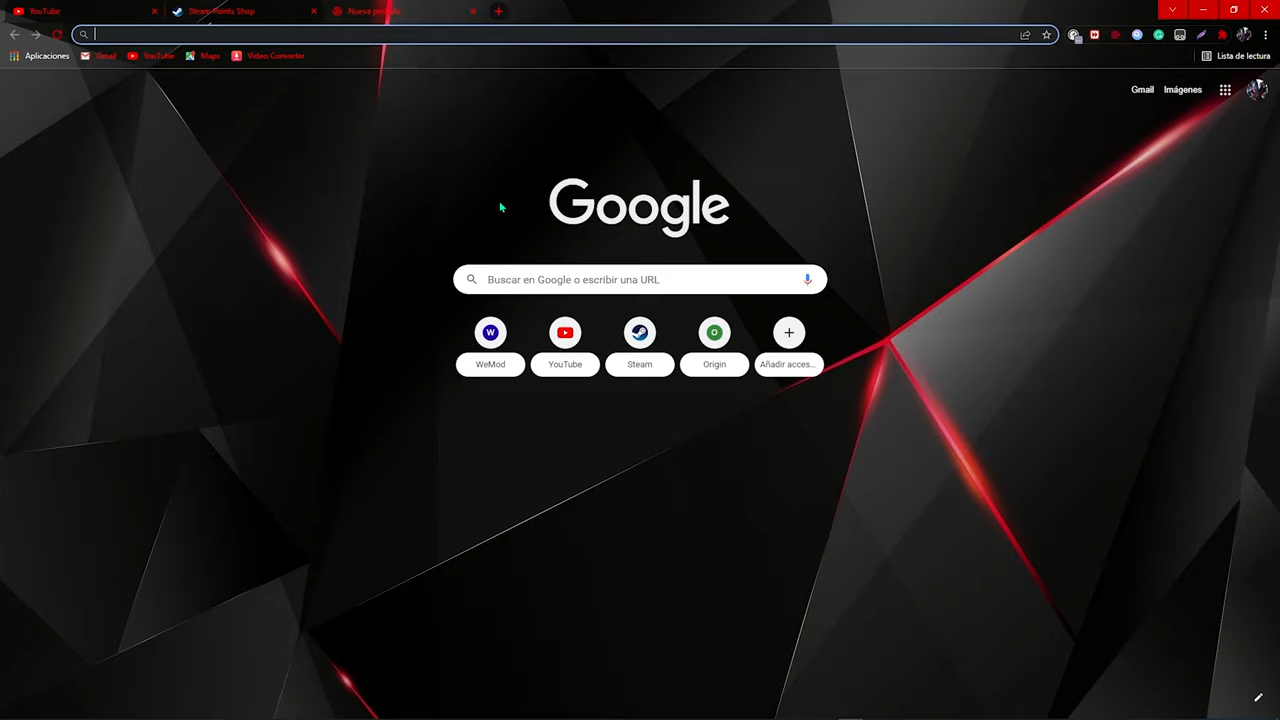 YouTube
Steam Points Shop
Nueva pestaña
Aplicaciones
Gmail
YouTube
Maps
Video Converter
Lista de lectura
Gmail
Imágenes
Google
Buscar en Google o escribir una URL
W
O
WeMod
YouTube
Steam
Origin
Añadir acces...